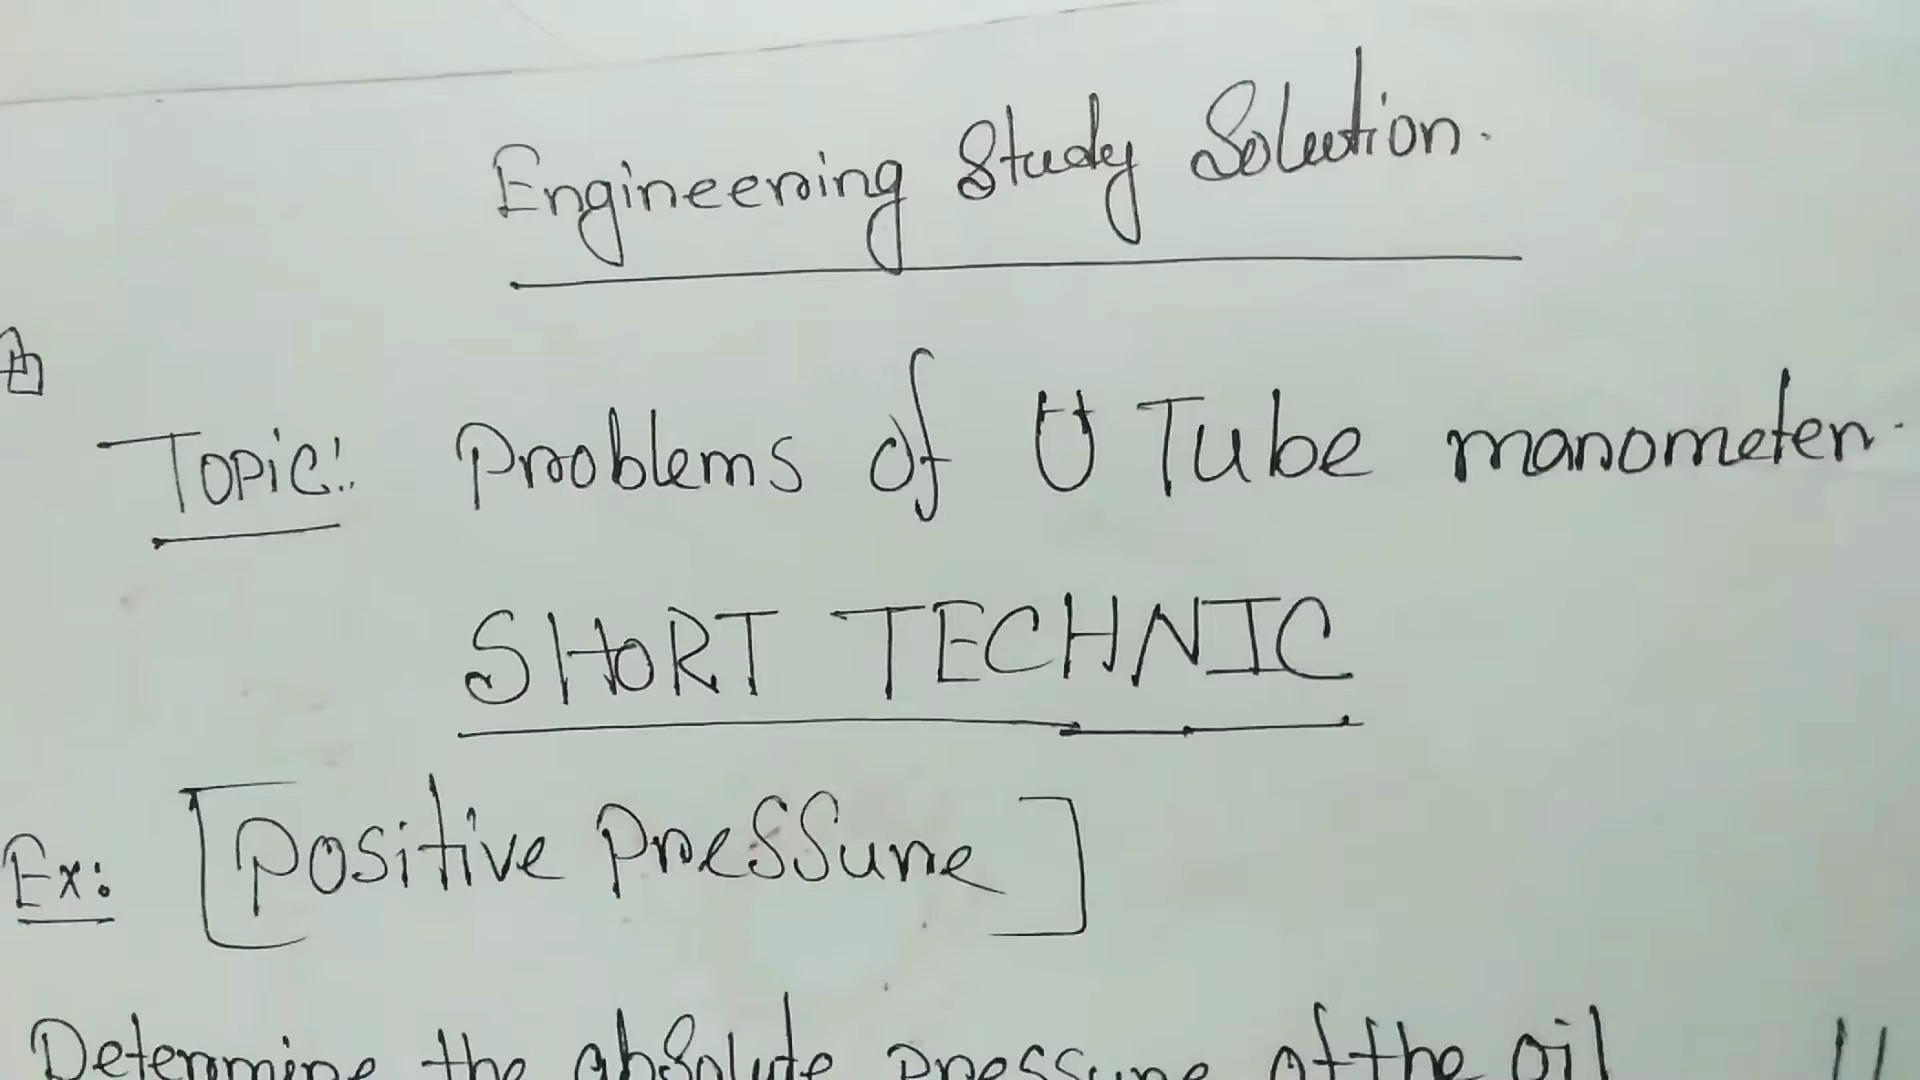 Engineering Study Solution.
Topic: Problems of U Tube manometer.
SHORT TECHNIC
Ex: [Positive Pressure]
Determine the absolute pressure of the oil